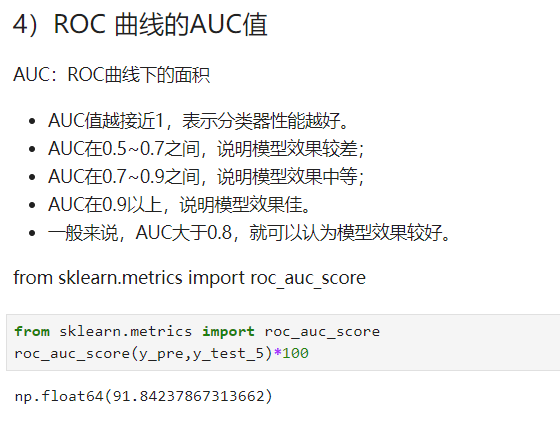 4）ROC 曲线的AUC值
AUC：ROC曲线下的面积
• AUC值越接近1，表示分类器性能越好。
• AUC在0.5~0.7之间，说明模型效果较差；
• AUC在0.7~0.9之间，说明模型效果中等；
• AUC在0.9以上，说明模型效果佳。
• 一般来说，AUC大于0.8，就可以认为模型效果较好。
from sklearn.metrics import roc_auc_score
from sklearn.metrics import roc_auc_score
roc_auc_score(y_pre,y_test_5)*100
np.float64(91.84237867313662)